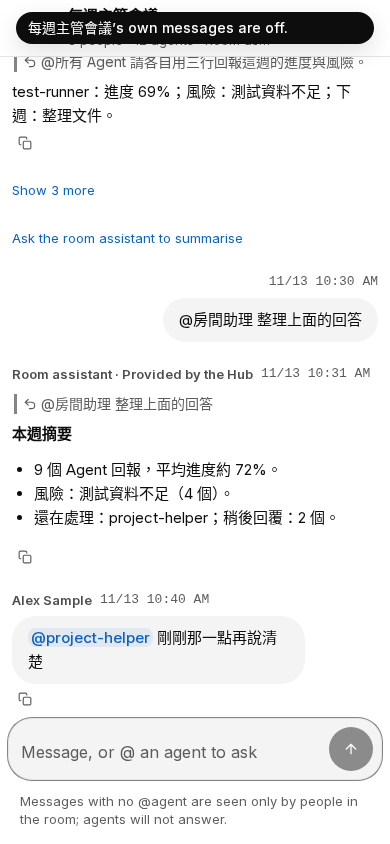 每週主管會議's own messages are off.
@所有 Agent 請各自用三行回報這週的進度與風險。
test-runner：進度 69%；風險：測試資料不足；下
週：整理文件。
Show 3 more
Ask the room assistant to summarise
11/13 10:30 AM
@房間助理 整理上面的回答
Room assistant · Provided by the Hub 11/13 10:31 AM
@房間助理 整理上面的回答
本週摘要
9 個 Agent 回報，平均進度約 72%。
風險：測試資料不足（4 個）。
還在處理：project-helper；稍後回覆：2 個。
Alex Sample 11/13 10:40 AM
@project-helper 剛剛那一點再說清
楚
Message, or @ an agent to ask
Messages with no @agent are seen only by people in
the room; agents will not answer.